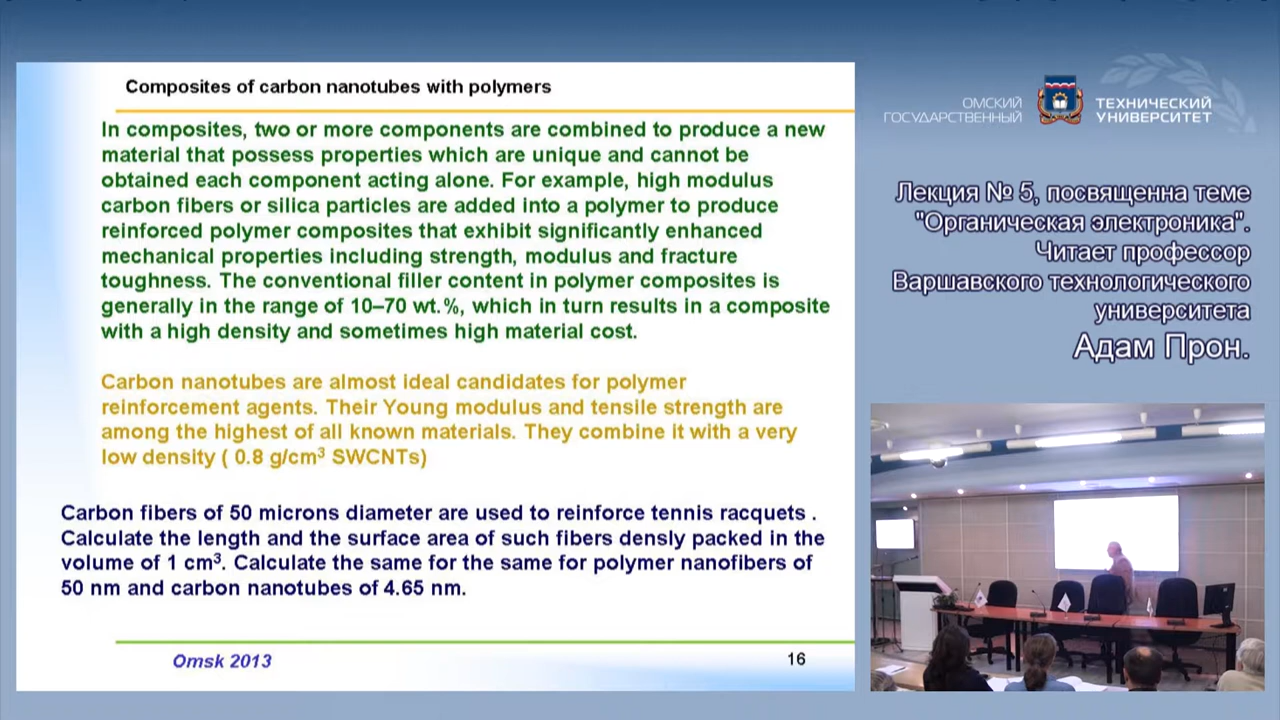 Composites of carbon nanotubes with polymers
In composites, two or more components are combined to produce a new
material that possess properties which are unique and cannot be
obtained each component acting alone. For example, high modulus
carbon fibers or silica particles are added into a polymer to produce
reinforced polymer composites that exhibit significantly enhanced
mechanical properties including strength, modulus and fracture
toughness. The conventional filler content in polymer composites is
generally in the range of 10–70 wt.%, which in turn results in a composite
with a high density and sometimes high material cost.
Carbon nanotubes are almost ideal candidates for polymer
reinforcement agents. Their Young modulus and tensile strength are
among the highest of all known materials. They combine it with a very
low density ( 0.8 g/cm³ SWCNTs)
Carbon fibers of 50 microns diameter are used to reinforce tennis racquets .
Calculate the length and the surface area of such fibers densly packed in the
volume of 1 cm³. Calculate the same for the same for polymer nanofibers of
50 nm and carbon nanotubes of 4.65 nm.
Omsk 2013
16
ОМСКИЙ
ГОСУДАРСТВЕННЫЙ
ТЕХНИЧЕСКИЙ
УНИВЕРСИТЕТ
Лекция № 5, посвященна теме
"Органическая электроника".
Читает профессор
Варшавского технологического
университета
Адам Прон.